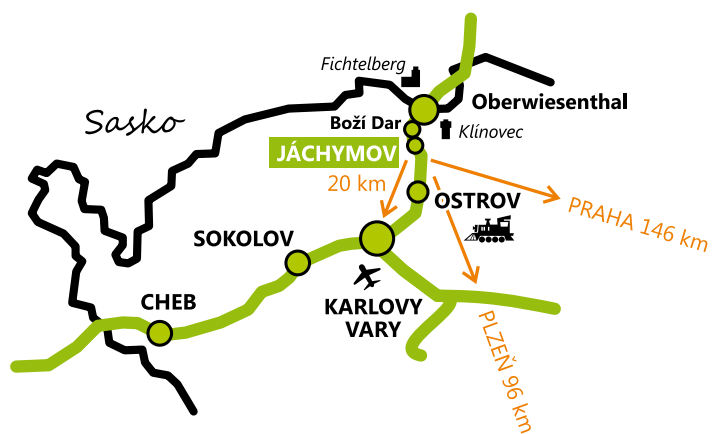 Fichtelberg
Oberwiesenthal
Sasko
Boží Dar
Klínovec
JÁCHYMOV
20 km
OSTROV
PRAHA 146 km
SOKOLOV
CHEB
KARLOVY
VARY
PLZEŇ 96 km